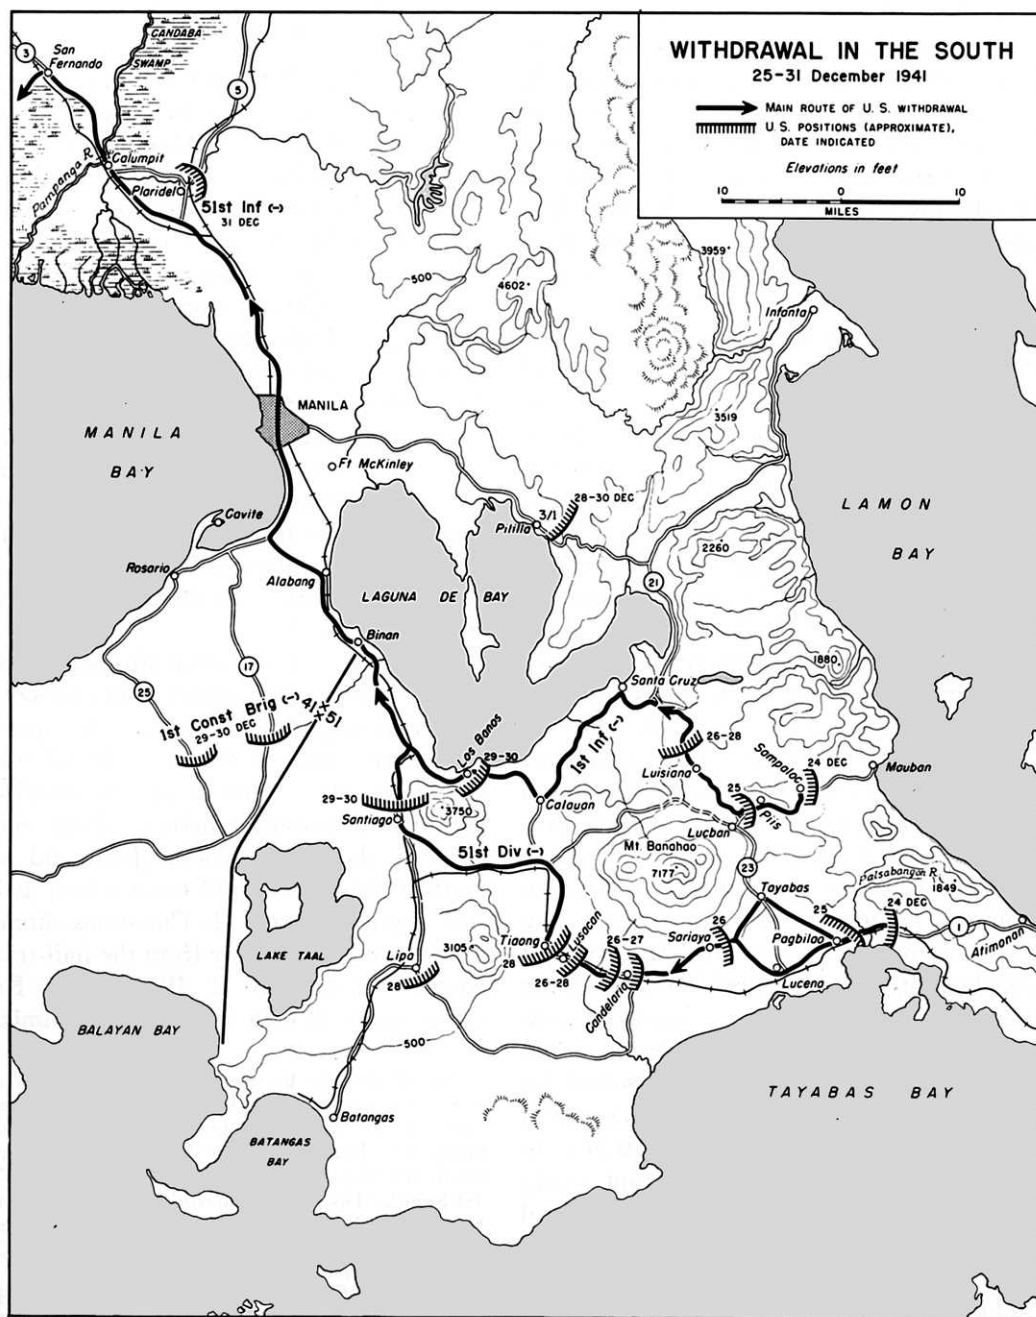 WITHDRAWAL IN THE SOUTH
25-31 December 1941
MAIN ROUTE OF U. S. WITHDRAWAL
U. S. POSITIONS (APPROXIMATE),
DATE INDICATED
Elevations in feet
10 0 10
MILES
3
San
Fernando
CANDABA
SWAMP
5
Calumpit
Pampanga R.
Plaridel
51st Inf (-)
31 DEC
500
4602
3959
Infanta
3519
MANILA
MANILA
BAY
Ft McKinley
Cavite
3/1
28-30 DEC
Pililla
LAMON
BAY
2260
Rosario
Alabang
LAGUNA DE BAY
21
Binan
1880
17
25
Santa Cruz
1st Const Brig (-)
29-30 DEC
41 X 51
X
Los Banos
29-30
1st Inf (-)
26-28
Luisiana
Sampaloc
24 DEC
Mauban
29-30
Santiago
3750
Calauan
25
Piis
Lucban
51st Div (-)
Mt. Banahao
7177
23
Tayabas
Palsabangon R.
1849
24 DEC
25
1
Atimonan
Pagbilao
26
Sariaya
Lucena
LAKE TAAL
Lipa
28
3105
Tiaong
28
Lusacan
26-28
26-27
Candelaria
BALAYAN BAY
500
Batangas
BATANGAS
BAY
TAYABAS BAY